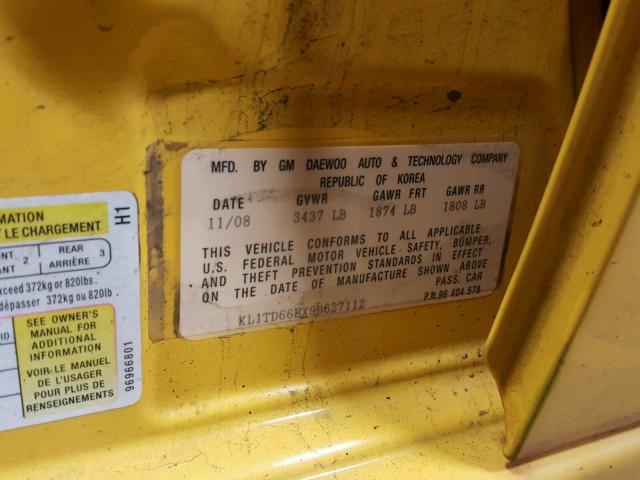 MFD. BY GM DAEWOO AUTO & TECHNOLOGY COMPANY
REPUBLIC OF KOREA
DATE GVWR GAWR FRT GAWR RR
11/08 3437 LB 1874 LB 1808 LB
THIS VEHICLE CONFORMS TO ALL APPLICABLE
U.S. FEDERAL MOTOR VEHICLE SAFETY, BUMPER,
AND THEFT PREVENTION STANDARDS IN EFFECT
ON THE DATE OF MANUFACTURE SHOWN ABOVE
PASS. CAR
P.N. 96 404 578
KL1TD66EX9B627112
MATION
T LE CHARGEMENT
H1
ONT 2 REAR 3
ANT ARRIÈRE
xceed 372kg or 820lbs.
dépasser 372kg ou 820lb
SEE OWNER'S
MANUAL FOR
ADDITIONAL
INFORMATION
VOIR LE MANUEL
DE L'USAGER
POUR PLUS DE
RENSEIGNEMENTS
96966801